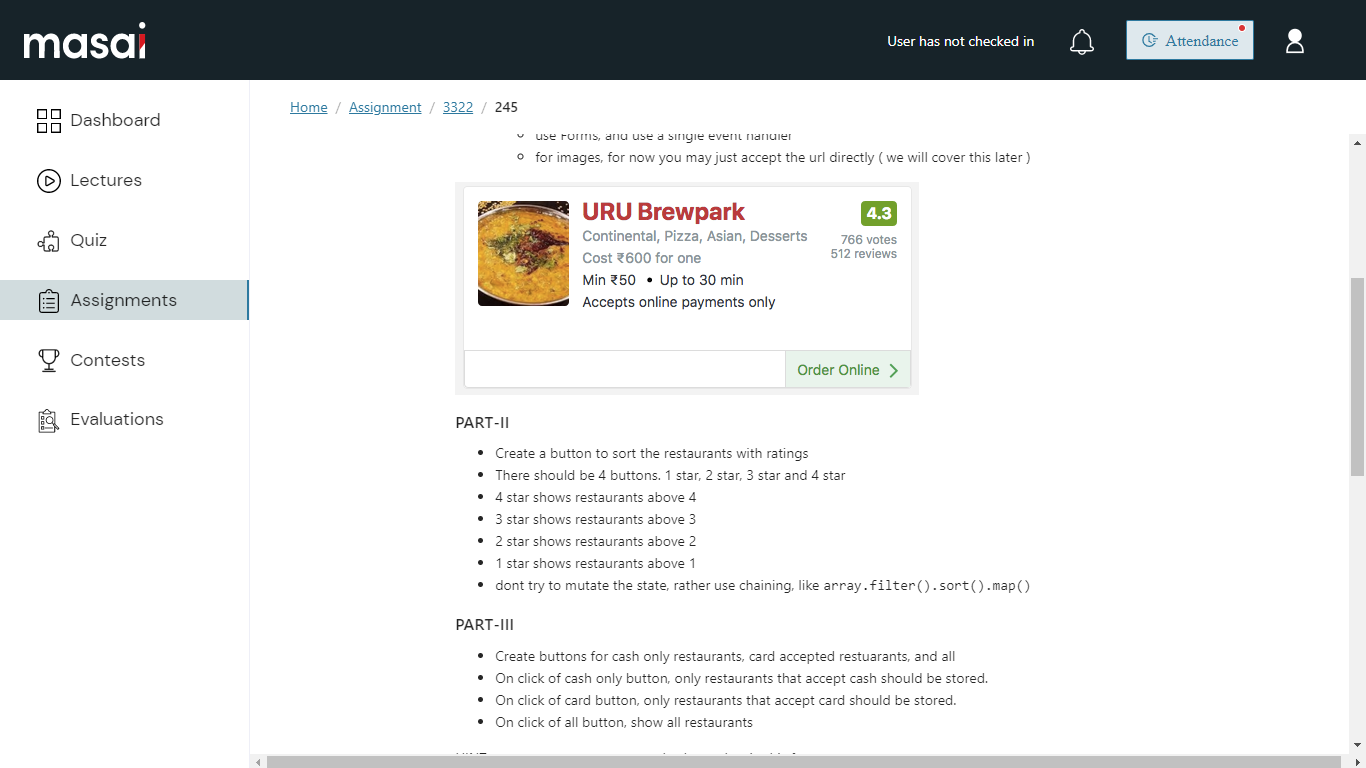 masai
User has not checked in
Attendance
Dashboard
Lectures
Quiz
Assignments
Contests
Evaluations
Home / Assignment / 3322 / 245
use Forms, and use a single event handler
for images, for now you may just accept the url directly ( we will cover this later )
URU Brewpark
4.3
Continental, Pizza, Asian, Desserts
766 votes
Cost ₹600 for one
512 reviews
Min ₹50 • Up to 30 min
Accepts online payments only
Order Online
PART-II
Create a button to sort the restaurants with ratings
There should be 4 buttons. 1 star, 2 star, 3 star and 4 star
4 star shows restaurants above 4
3 star shows restaurants above 3
2 star shows restaurants above 2
1 star shows restaurants above 1
dont try to mutate the state, rather use chaining, like array.filter().sort().map()
PART-III
Create buttons for cash only restaurants, card accepted restuarants, and all
On click of cash only button, only restaurants that accept cash should be stored.
On click of card button, only restaurants that accept card should be stored.
On click of all button, show all restaurants